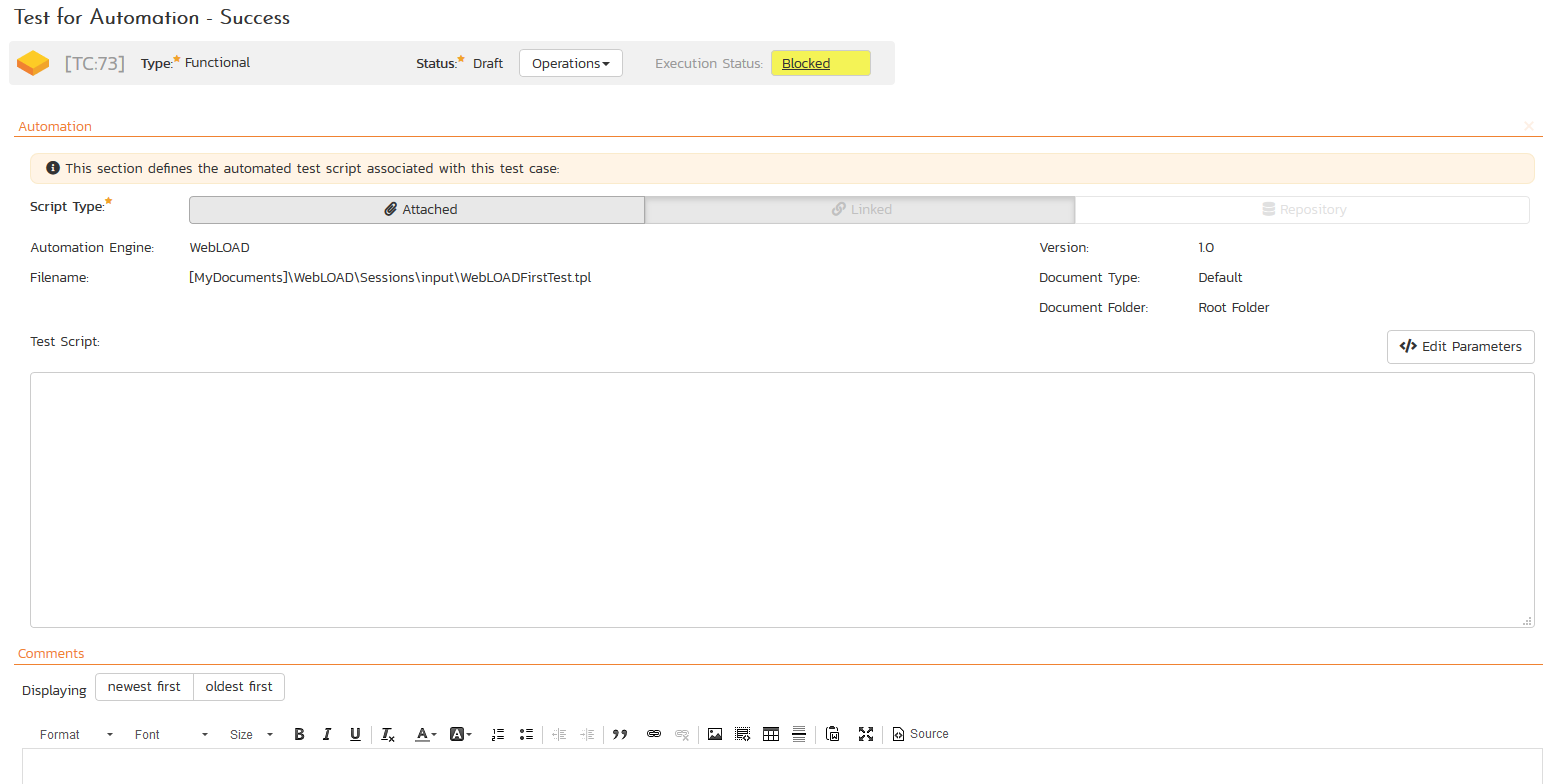 Test for Automation - Success
[TC:73] Type:* Functional Status:* Draft Operations Execution Status: Blocked
Automation
This section defines the automated test script associated with this test case:
Script Type:* Attached Linked Repository
Automation Engine: WebLOAD Version: 1.0
Filename: [MyDocuments]\WebLOAD\Sessions\input\WebLOADFirstTest.tpl Document Type: Default
Document Folder: Root Folder
Test Script: Edit Parameters
Comments
Displaying newest first oldest first
Format Font Size B I U Tx A A Source